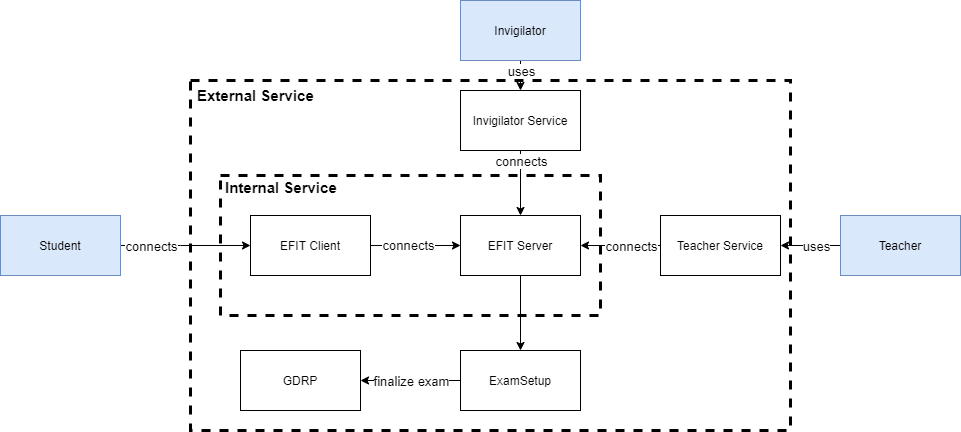 Invigilator
uses
External Service
Invigilator Service
connects
Internal Service
Student
connects
EFIT Client
connects
EFIT Server
connects
Teacher Service
uses
Teacher
GDRP
finalize exam
ExamSetup